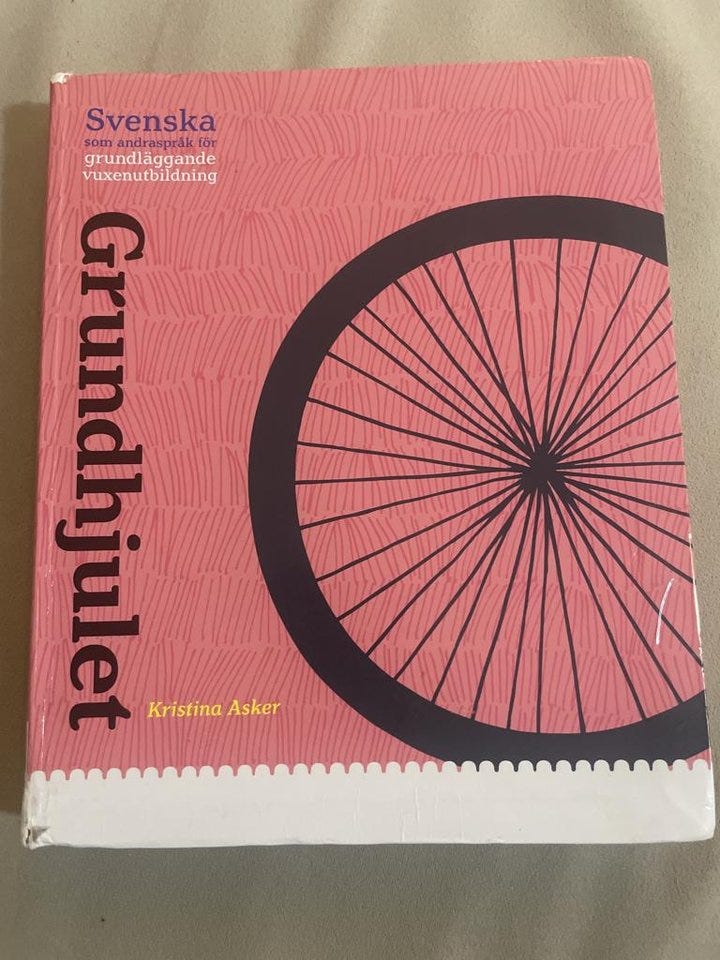 Svenska
som andraspråk för
grundläggande
vuxenutbildning
Grundhjulet
Kristina Asker